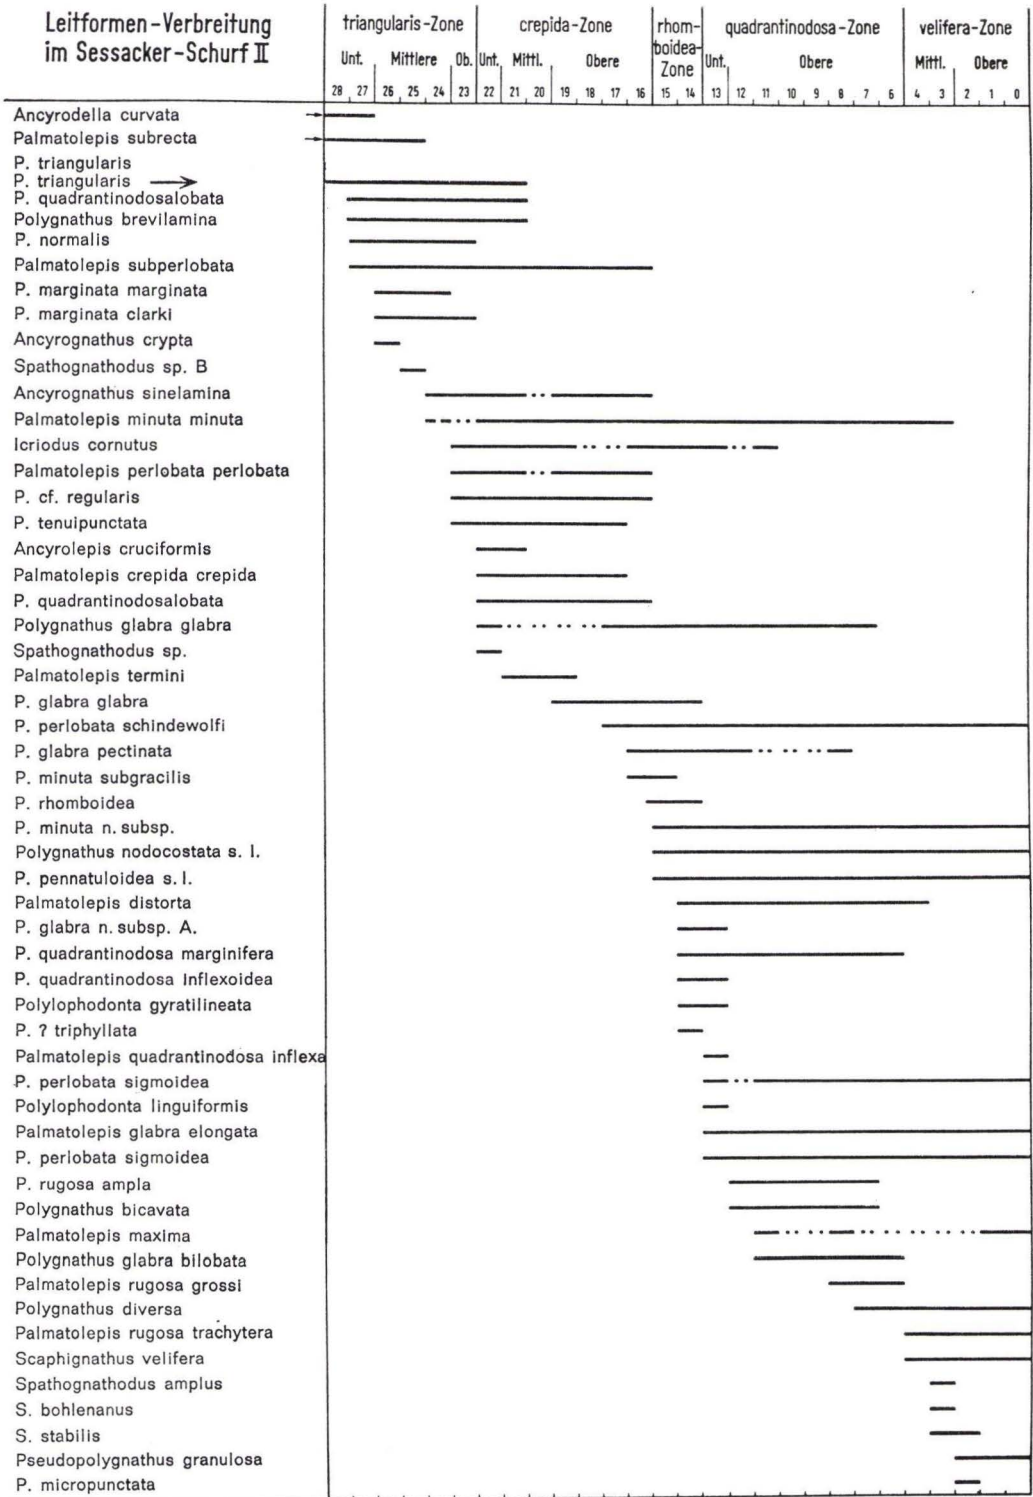 Leitformen-Verbreitung
im Sessacker-Schurf II
triangularis-Zone
crepida-Zone
rhom-
boidea-
Zone
quadrantinodosa-Zone
velifera-Zone
Unt. Mittlere Ob. Unt. Mittl. Obere Unt. Obere Mittl. Obere
28 27 26 25 24 23 22 21 20 19 18 17 16 15 14 13 12 11 10 9 8 7 6 4 3 2 1 0
Ancyrodella curvata
Palmatolepis subrecta
P. triangularis
P. triangularis
P. quadrantinodosalobata
Polygnathus brevilamina
P. normalis
Palmatolepis subperlobata
P. marginata marginata
P. marginata clarki
Ancyrognathus crypta
Spathognathodus sp. B
Ancyrognathus sinelamina
Palmatolepis minuta minuta
Icriodus cornutus
Palmatolepis perlobata perlobata
P. cf. regularis
P. tenuipunctata
Ancyrolepis cruciformis
Palmatolepis crepida crepida
P. quadrantinodosalobata
Polygnathus glabra glabra
Spathognathodus sp.
Palmatolepis termini
P. glabra glabra
P. perlobata schindewolfi
P. glabra pectinata
P. minuta subgracilis
P. rhomboidea
P. minuta n. subsp.
Polygnathus nodocostata s. l.
P. pennatuloidea s. l.
Palmatolepis distorta
P. glabra n. subsp. A.
P. quadrantinodosa marginifera
P. quadrantinodosa Inflexoidea
Polylophodonta gyratilineata
P. ? triphyllata
Palmatolepis quadrantinodosa inflexa
P. perlobata sigmoidea
Polylophodonta linguiformis
Palmatolepis glabra elongata
P. perlobata sigmoidea
P. rugosa ampla
Polygnathus bicavata
Palmatolepis maxima
Polygnathus glabra bilobata
Palmatolepis rugosa grossi
Polygnathus diversa
Palmatolepis rugosa trachytera
Scaphignathus velifera
Spathognathodus amplus
S. bohlenanus
S. stabilis
Pseudopolygnathus granulosa
P. micropunctata